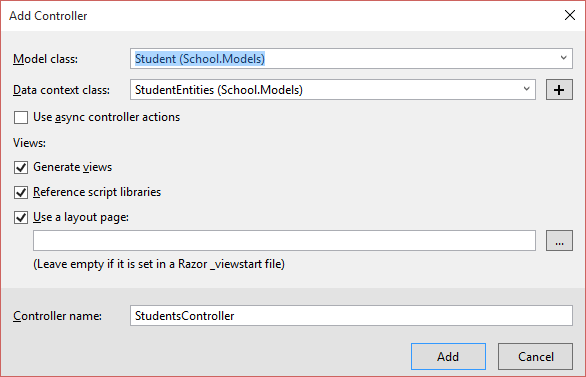 Add Controller
Model class: Student (School.Models)
Data context class: StudentEntities (School.Models) +
Use async controller actions
Views:
Generate views
Reference script libraries
Use a layout page:
...
(Leave empty if it is set in a Razor _viewstart file)
Controller name: StudentsController
Add Cancel